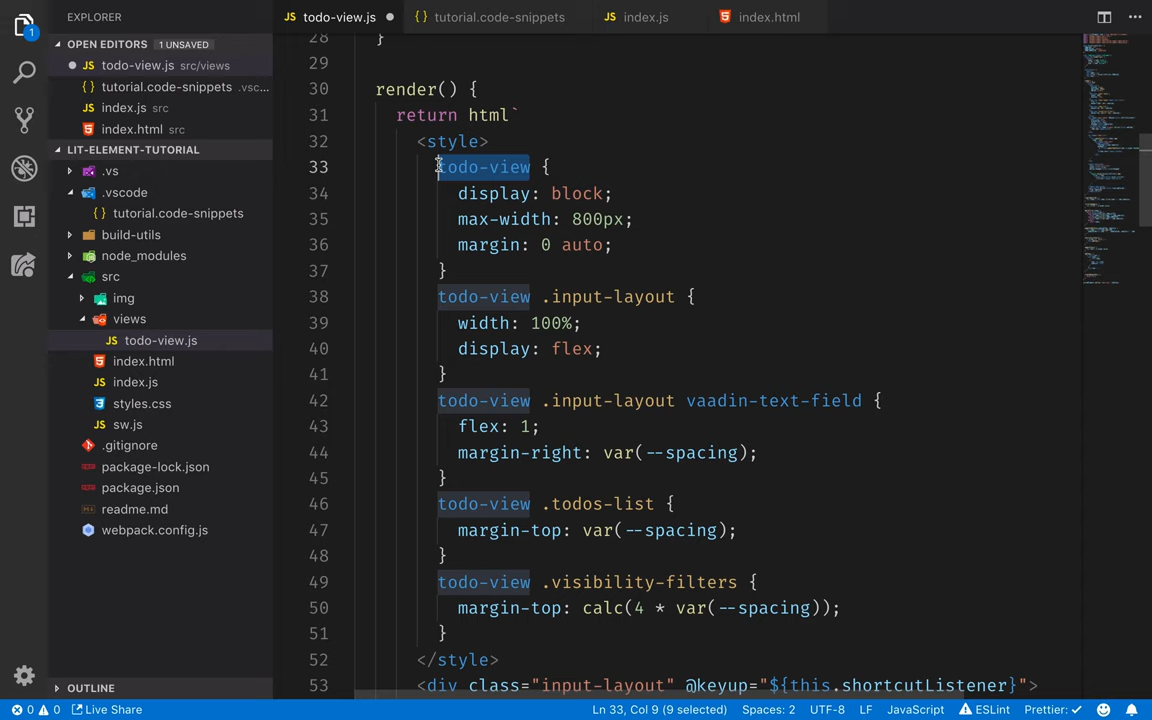 EXPLORER
todo-view.js
tutorial.code-snippets
index.js
index.html
OPEN EDITORS 1 UNSAVED
todo-view.js src/views
{} tutorial.code-snippets .vsc...
JS index.js src
index.html src
LIT-ELEMENT-TUTORIAL
.vs
.vscode
{} tutorial.code-snippets
build-utils
node_modules
src
img
views
JS todo-view.js
index.html
JS index.js
styles.css
JS sw.js
.gitignore
package-lock.json
package.json
readme.md
webpack.config.js
OUTLINE
28 }
29
30 render() {
31 return html`
32 <style>
33 todo-view {
34 display: block;
35 max-width: 800px;
36 margin: 0 auto;
37 }
38 todo-view .input-layout {
39 width: 100%;
40 display: flex;
41 }
42 todo-view .input-layout vaadin-text-field {
43 flex: 1;
44 margin-right: var(--spacing);
45 }
46 todo-view .todos-list {
47 margin-top: var(--spacing);
48 }
49 todo-view .visibility-filters {
50 margin-top: calc(4 * var(--spacing));
51 }
52 </style>
53 <div class="input-layout" @keyup="${this.shortcutListener}">
0 0 Live Share Ln 33, Col 9 (9 selected) Spaces: 2 UTF-8 LF JavaScript ESLint Prettier: ✓